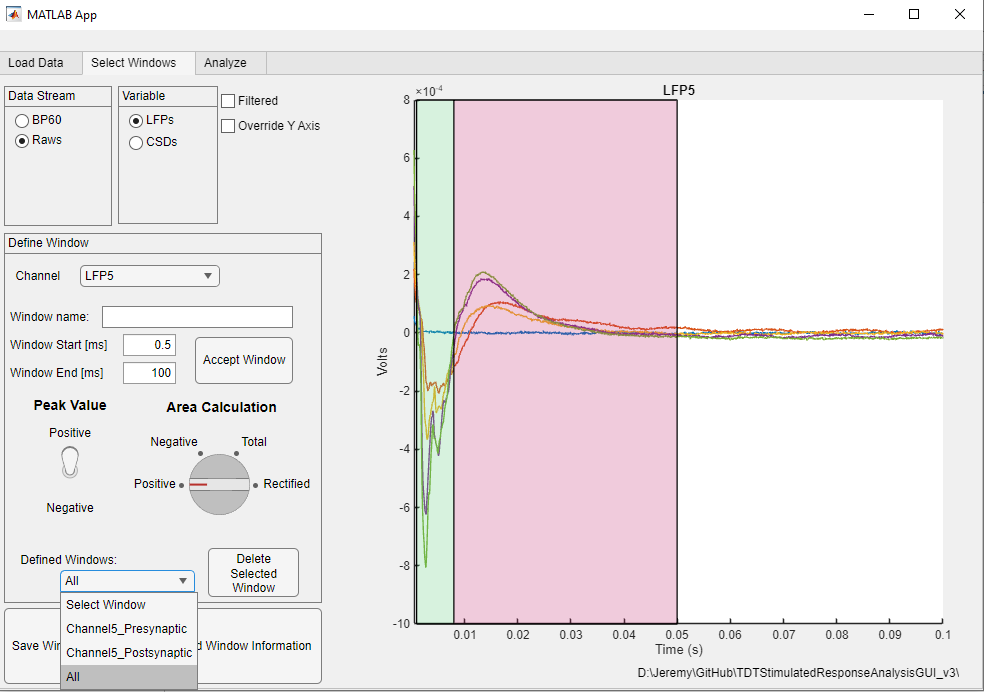 MATLAB App
Load Data
Select Windows
Analyze
Data Stream
BP60
Raws
Variable
LFPs
CSDs
Filtered
Override Y Axis
Define Window
Channel
LFP5
Window name:
Window Start [ms]
0.5
Window End [ms]
100
Accept Window
Peak Value
Positive
Negative
Area Calculation
Negative
Total
Positive
Rectified
Defined Windows:
All
Delete
Selected
Window
Select Window
Channel5_Presynaptic
Channel5_Postsynaptic
All
Save Win
d Window Information
LFP5
×10⁻⁴
8
6
4
2
0
-2
-4
-6
-8
-10
Volts
0.01
0.02
0.03
0.04
0.05
0.06
0.07
0.08
0.09
0.1
Time (s)
D:\Jeremy\GitHub\TDTStimulatedResponseAnalysisGUI_v3\